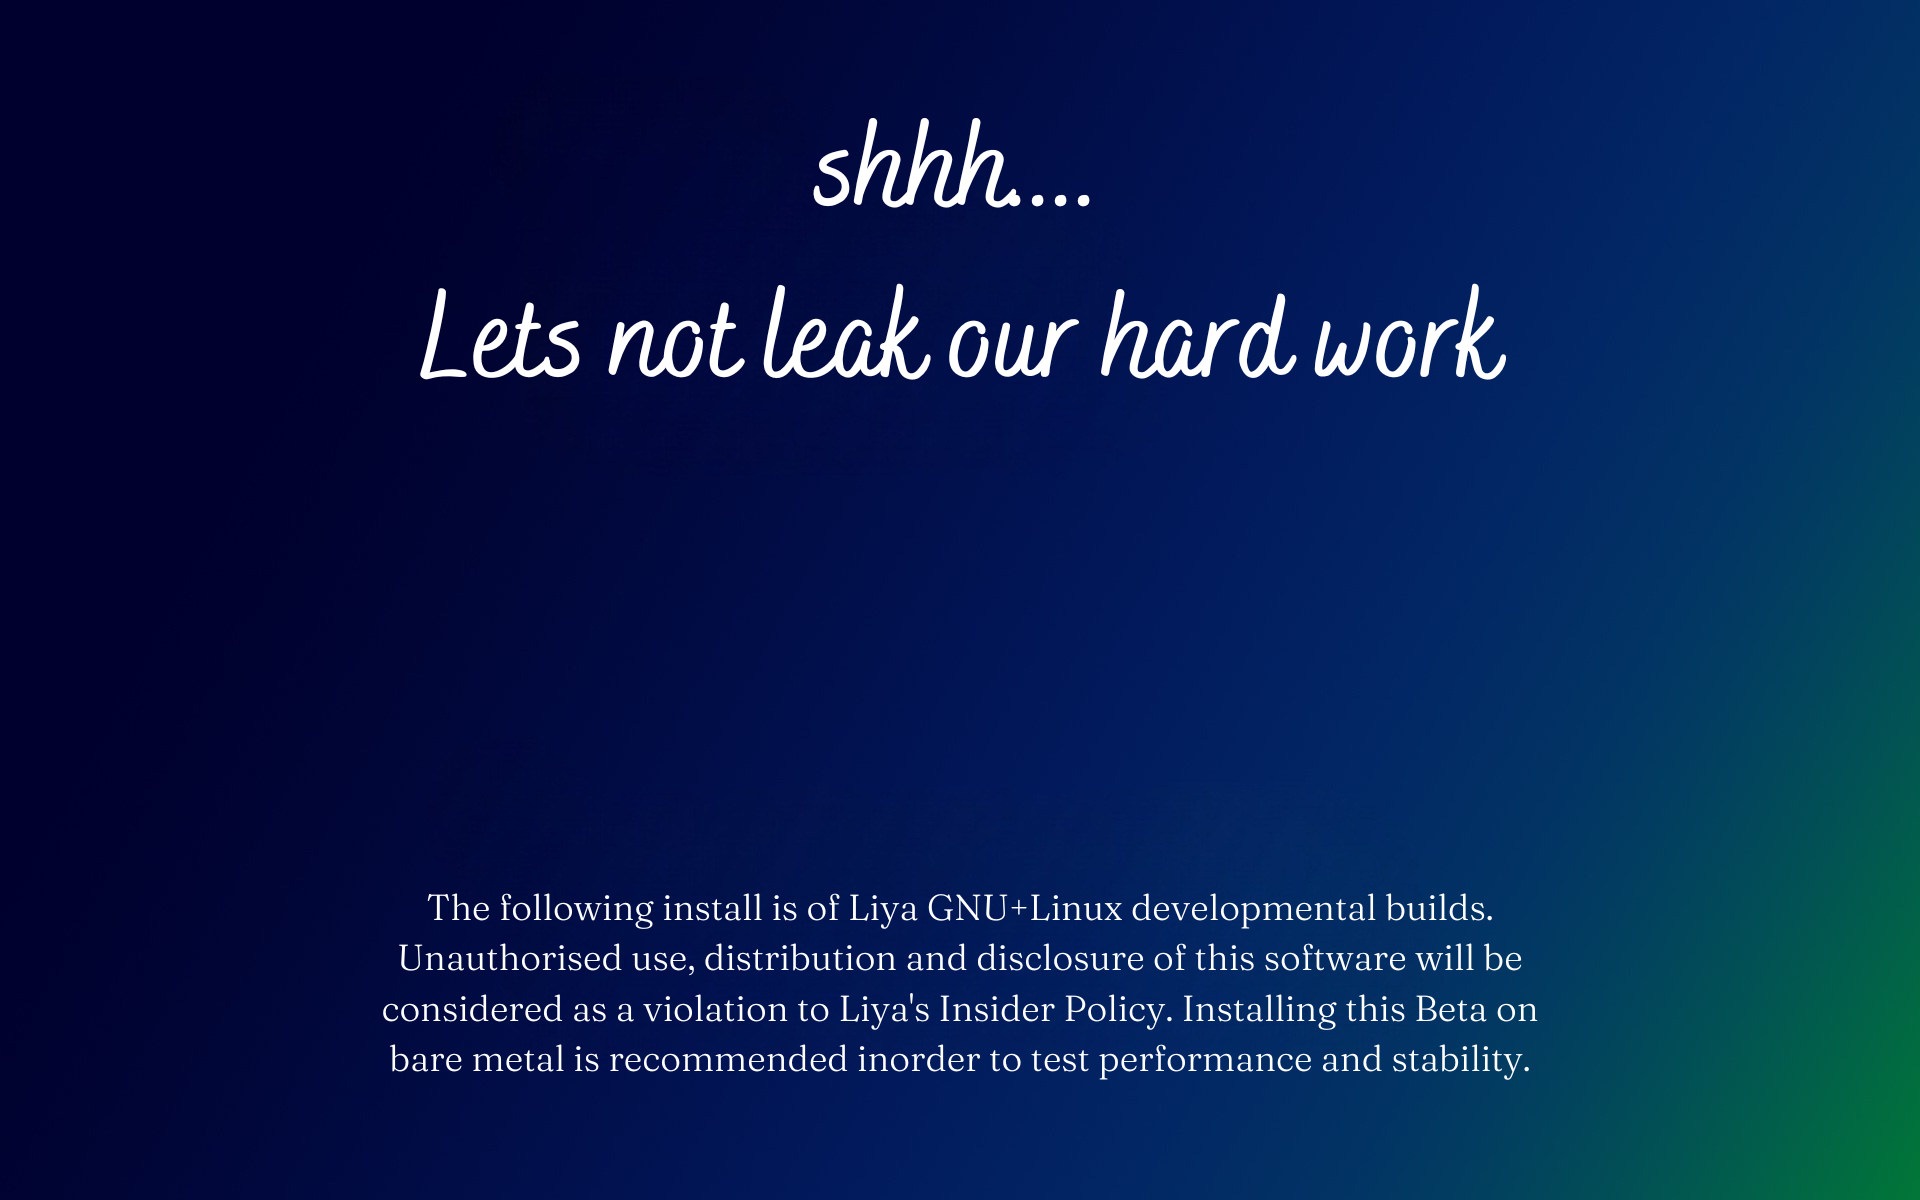 shhh....
Lets not leak our hard work
The following install is of Liya GNU+Linux developmental builds.
Unauthorised use, distribution and disclosure of this software will be
considered as a violation to Liya's Insider Policy. Installing this Beta on
bare metal is recommended inorder to test performance and stability.